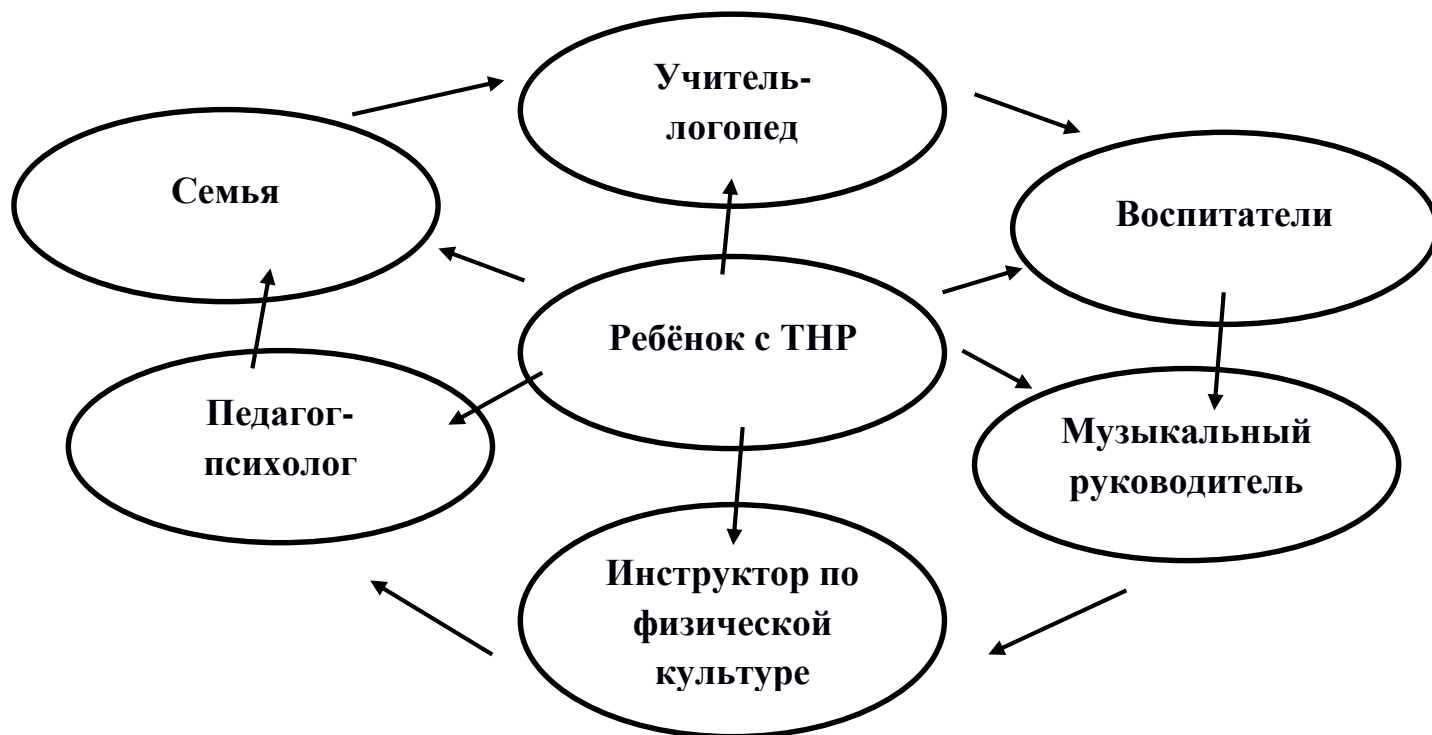 Учитель-
логопед
Семья
Воспитатели
Ребёнок с ТНР
Педагог-
психолог
Музыкальный
руководитель
Инструктор по
физической
культуре